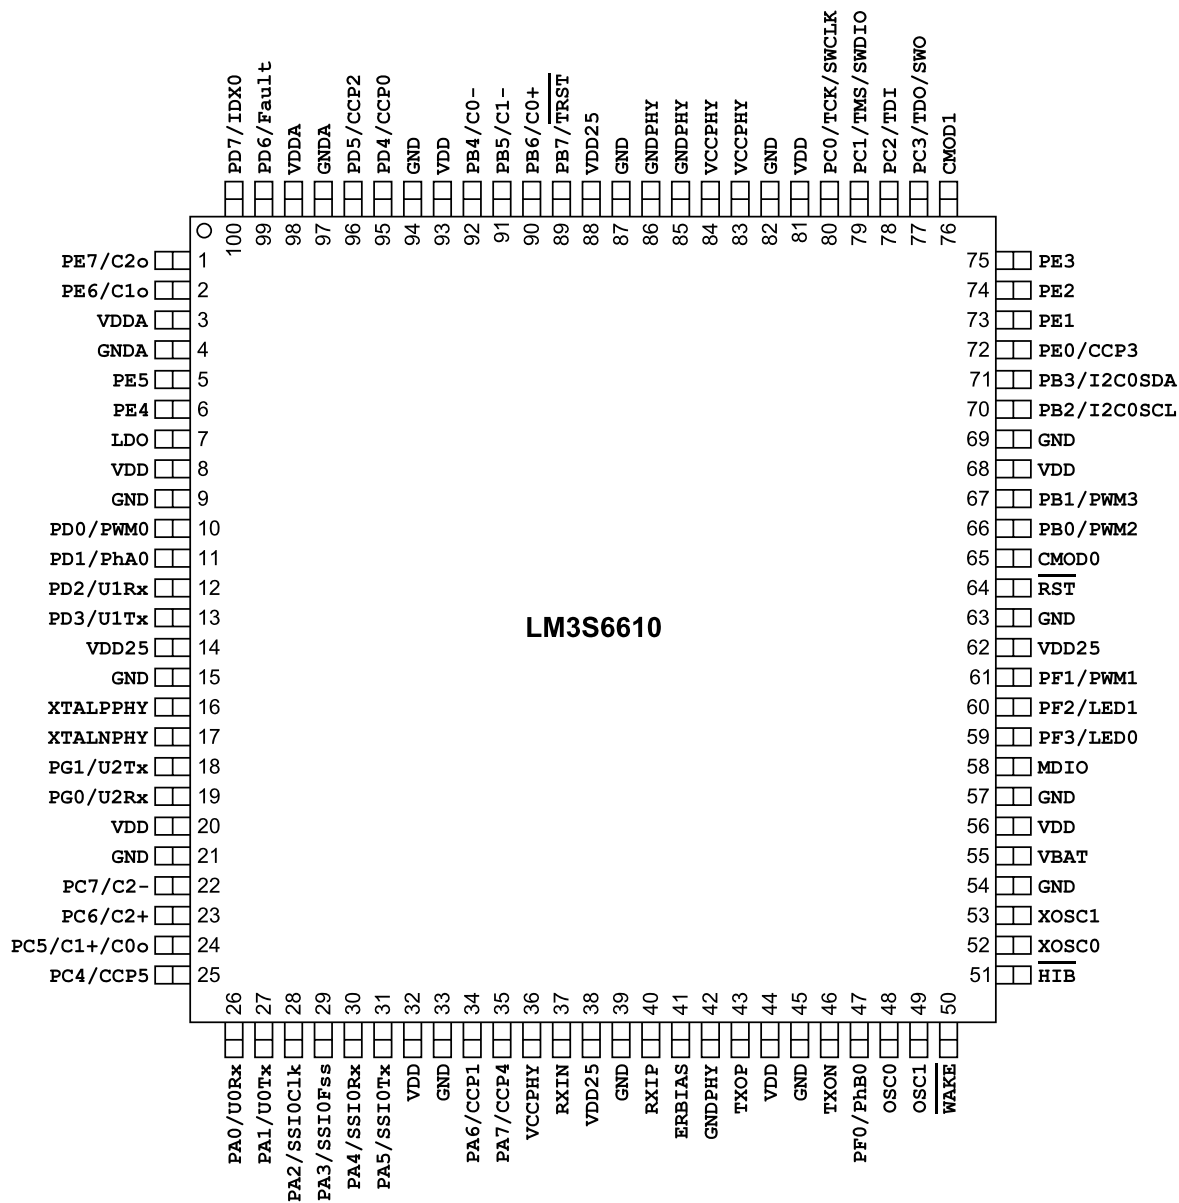 PD7/IDX0
PD6/Fault
VDDA
GNDA
PD5/CCP2
PD4/CCP0
GND
VDD
PB4/C0-
PB5/C1-
PB6/C0+
PB7/TRST
VDD25
GND
GNDPHY
GNDPHY
VCCPHY
VCCPHY
GND
VDD
PC0/TCK/SWCLK
PC1/TMS/SWDIO
PC2/TDI
PC3/TDO/SWO
CMOD1
100
99
98
97
96
95
94
93
92
91
90
89
88
87
86
85
84
83
82
81
80
79
78
77
76
PE7/C2o 1
PE6/C1o 2
VDDA 3
GNDA 4
PE5 5
PE4 6
LDO 7
VDD 8
GND 9
PD0/PWM0 10
PD1/PhA0 11
PD2/U1Rx 12
PD3/U1Tx 13
VDD25 14
GND 15
XTALPPHY 16
XTALNPHY 17
PG1/U2Tx 18
PG0/U2Rx 19
VDD 20
GND 21
PC7/C2- 22
PC6/C2+ 23
PC5/C1+/C0o 24
PC4/CCP5 25
LM3S6610
75 PE3
74 PE2
73 PE1
72 PE0/CCP3
71 PB3/I2C0SDA
70 PB2/I2C0SCL
69 GND
68 VDD
67 PB1/PWM3
66 PB0/PWM2
65 CMOD0
64 RST
63 GND
62 VDD25
61 PF1/PWM1
60 PF2/LED1
59 PF3/LED0
58 MDIO
57 GND
56 VDD
55 VBAT
54 GND
53 XOSC1
52 XOSC0
51 HIB
26
27
28
29
30
31
32
33
34
35
36
37
38
39
40
41
42
43
44
45
46
47
48
49
50
PA0/U0Rx
PA1/U0Tx
PA2/SSI0Clk
PA3/SSI0Fss
PA4/SSI0Rx
PA5/SSI0Tx
VDD
GND
PA6/CCP1
PA7/CCP4
VCCPHY
RXIN
VDD25
GND
RXIP
ERBIAS
GNDPHY
TXOP
VDD
GND
TXON
PF0/PhB0
OSC0
OSC1
WAKE